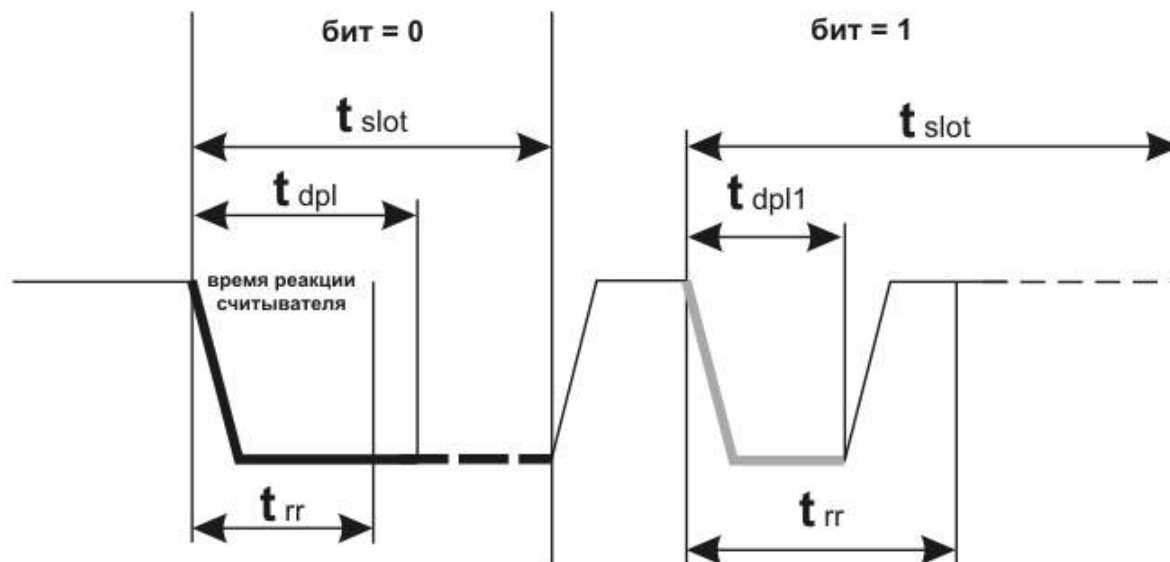 бит = 0
бит = 1
t slot
t slot
t dpl
t dpl1
время реакции
считывателя
t rr
t rr